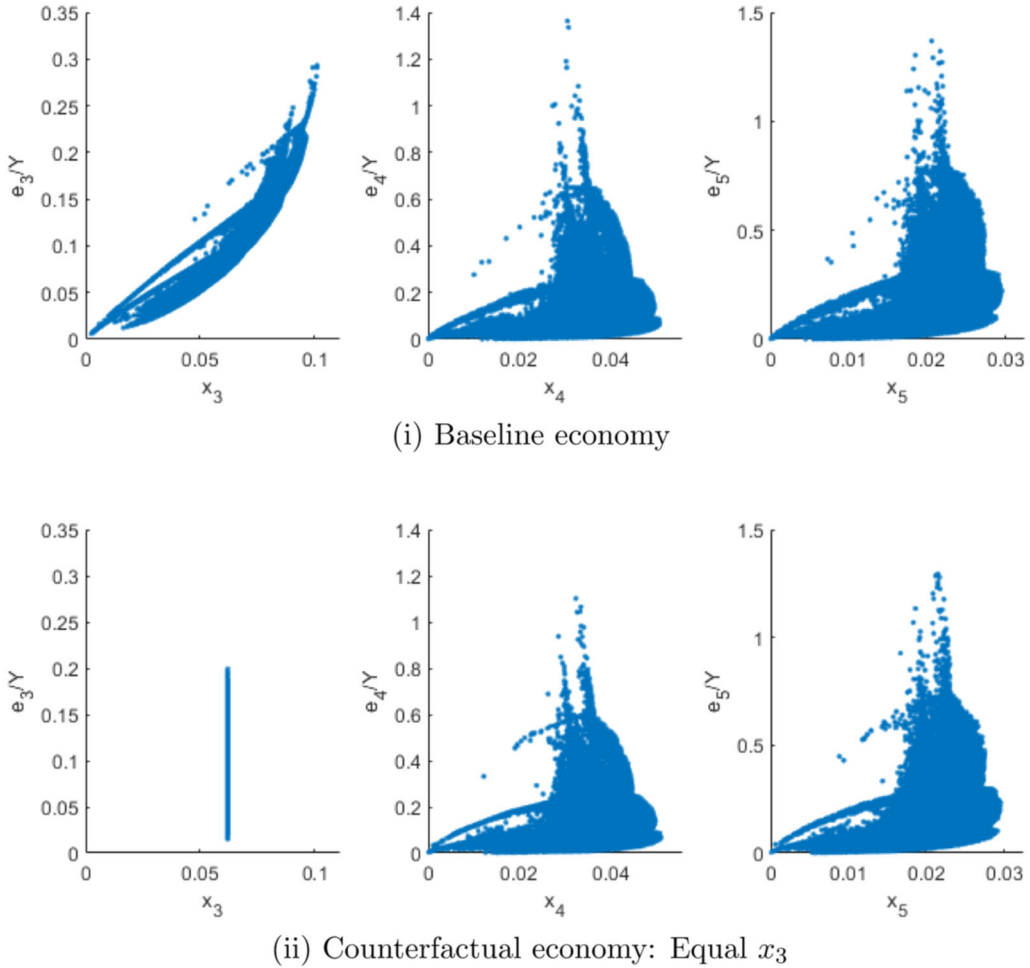 0.35
0.3
0.25
0.2
0.15
0.1
0.05
0
e₃/Y
0 0.05 0.1
x₃
1.4
1.2
1
0.8
0.6
0.4
0.2
0
e₄/Y
0 0.02 0.04
x₄
1.5
1
0.5
0
e₅/Y
0 0.01 0.02 0.03
x₅
(i) Baseline economy
0.35
0.3
0.25
0.2
0.15
0.1
0.05
0
e₃/Y
0 0.05 0.1
x₃
1.4
1.2
1
0.8
0.6
0.4
0.2
0
e₄/Y
0 0.02 0.04
x₄
1.5
1
0.5
0
e₅/Y
0 0.01 0.02 0.03
x₅
(ii) Counterfactual economy: Equal x₃